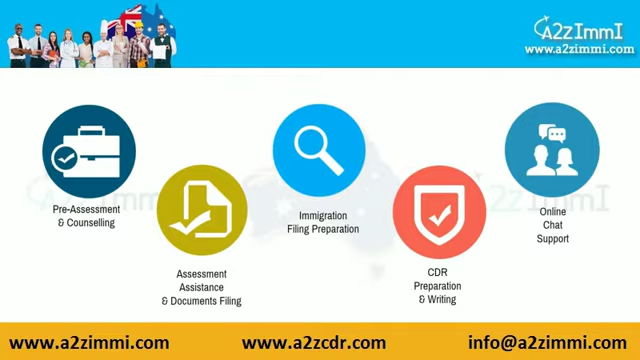 A2zImmI
www.a2zimmi.com
Pre-Assessment
& Counselling
Assessment
Assistance
& Documents Filing
Immigration
Filing Preparation
CDR
Preparation
& Writing
Online
Chat
Support
A2zImmI
www.a2zimmi.com
www.a2zcdr.com
info@a2zimmi.com